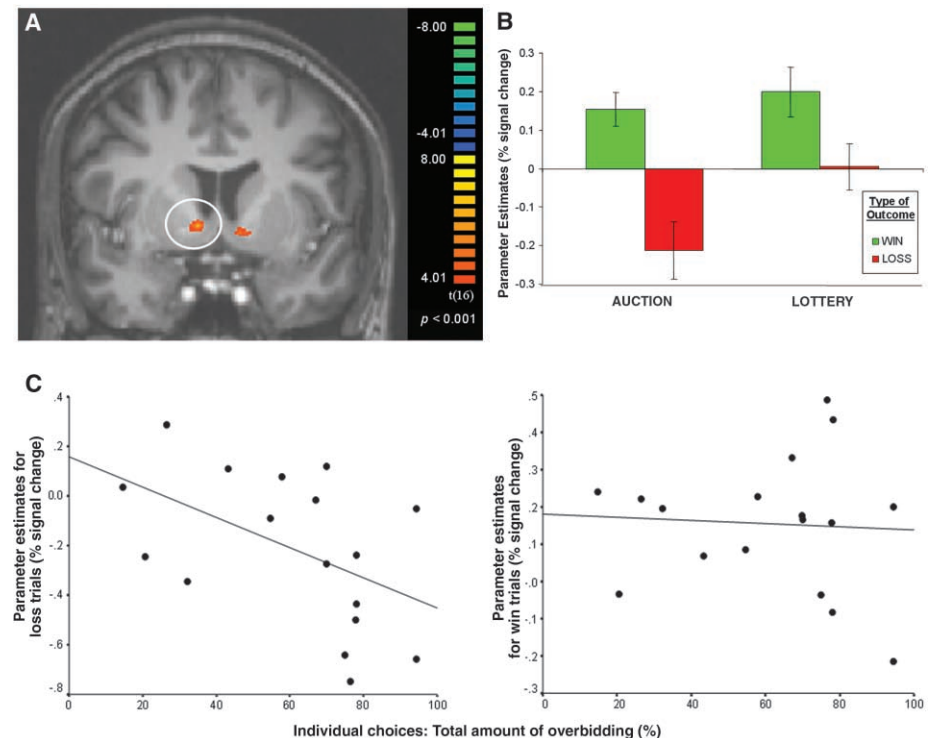 A
-8.00
-4.01
8.00
4.01
t(16)
p < 0.001
B
Parameter Estimates (% signal change)
0.3
0.2
0.1
0
-0.1
-0.2
-0.3
AUCTION
LOTTERY
Type of
Outcome
WIN
LOSS
C
Parameter estimates for
loss trials (% signal change)
.4
.2
0.0
-.2
-.4
-.6
-.8
0
20
40
60
80
100
Parameter estimates
for win trials (% signal change)
.5
.4
.3
.2
.1
-.0
-.1
-.2
-.3
0
20
40
60
80
100
Individual choices: Total amount of overbidding (%)